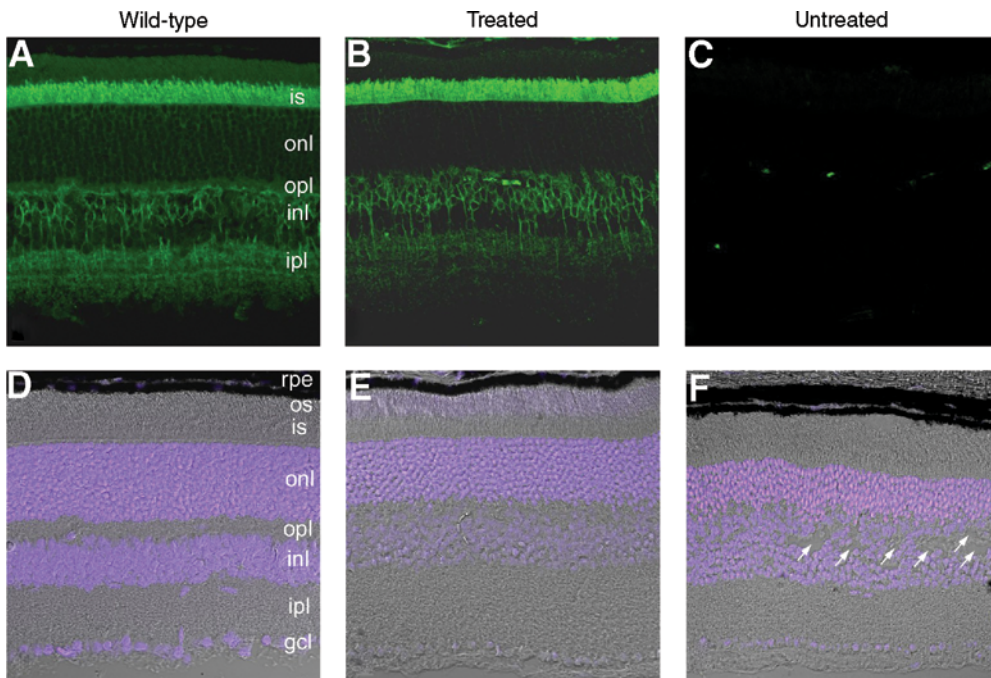 Wild-type
Treated
Untreated
A
is
onl
opl
inl
ipl
B
C
D
rpe
os
is
onl
opl
inl
ipl
gcl
E
F